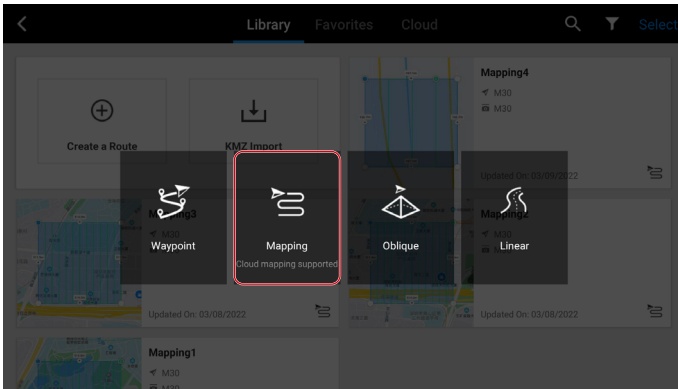 Library Favorites Cloud Select
Create a Route
KMZ Import
Mapping4
M30
M30
Updated On: 03/09/2022
Waypoint
Mapping
Cloud mapping supported
Oblique
Linear
Mapping3
M30
Updated On: 03/08/2022
Mapping2
M30
Updated On: 03/08/2022
Mapping1
M30
M30